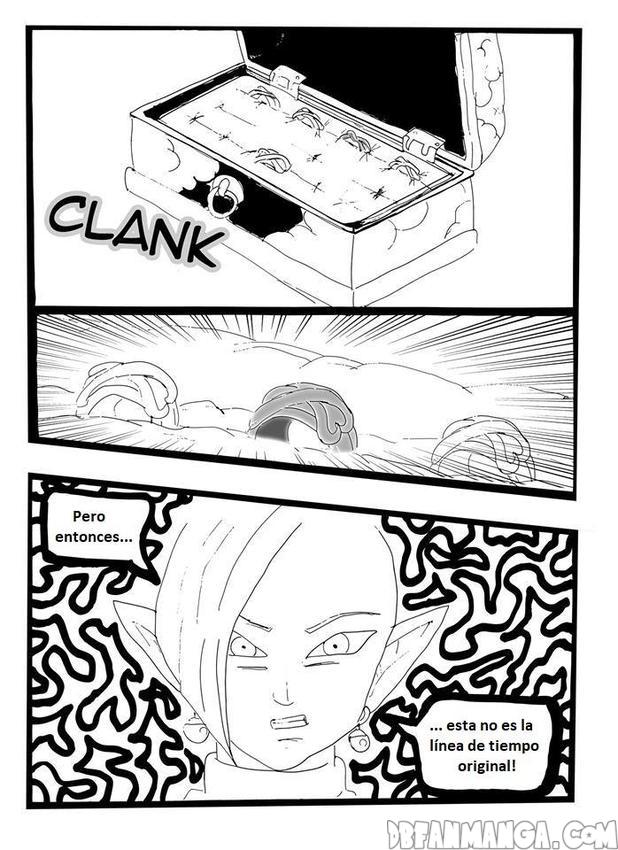 CLANK
Pero
entonces...
... esta no es la
línea de tiempo
original!
DBFANMANGA.COM